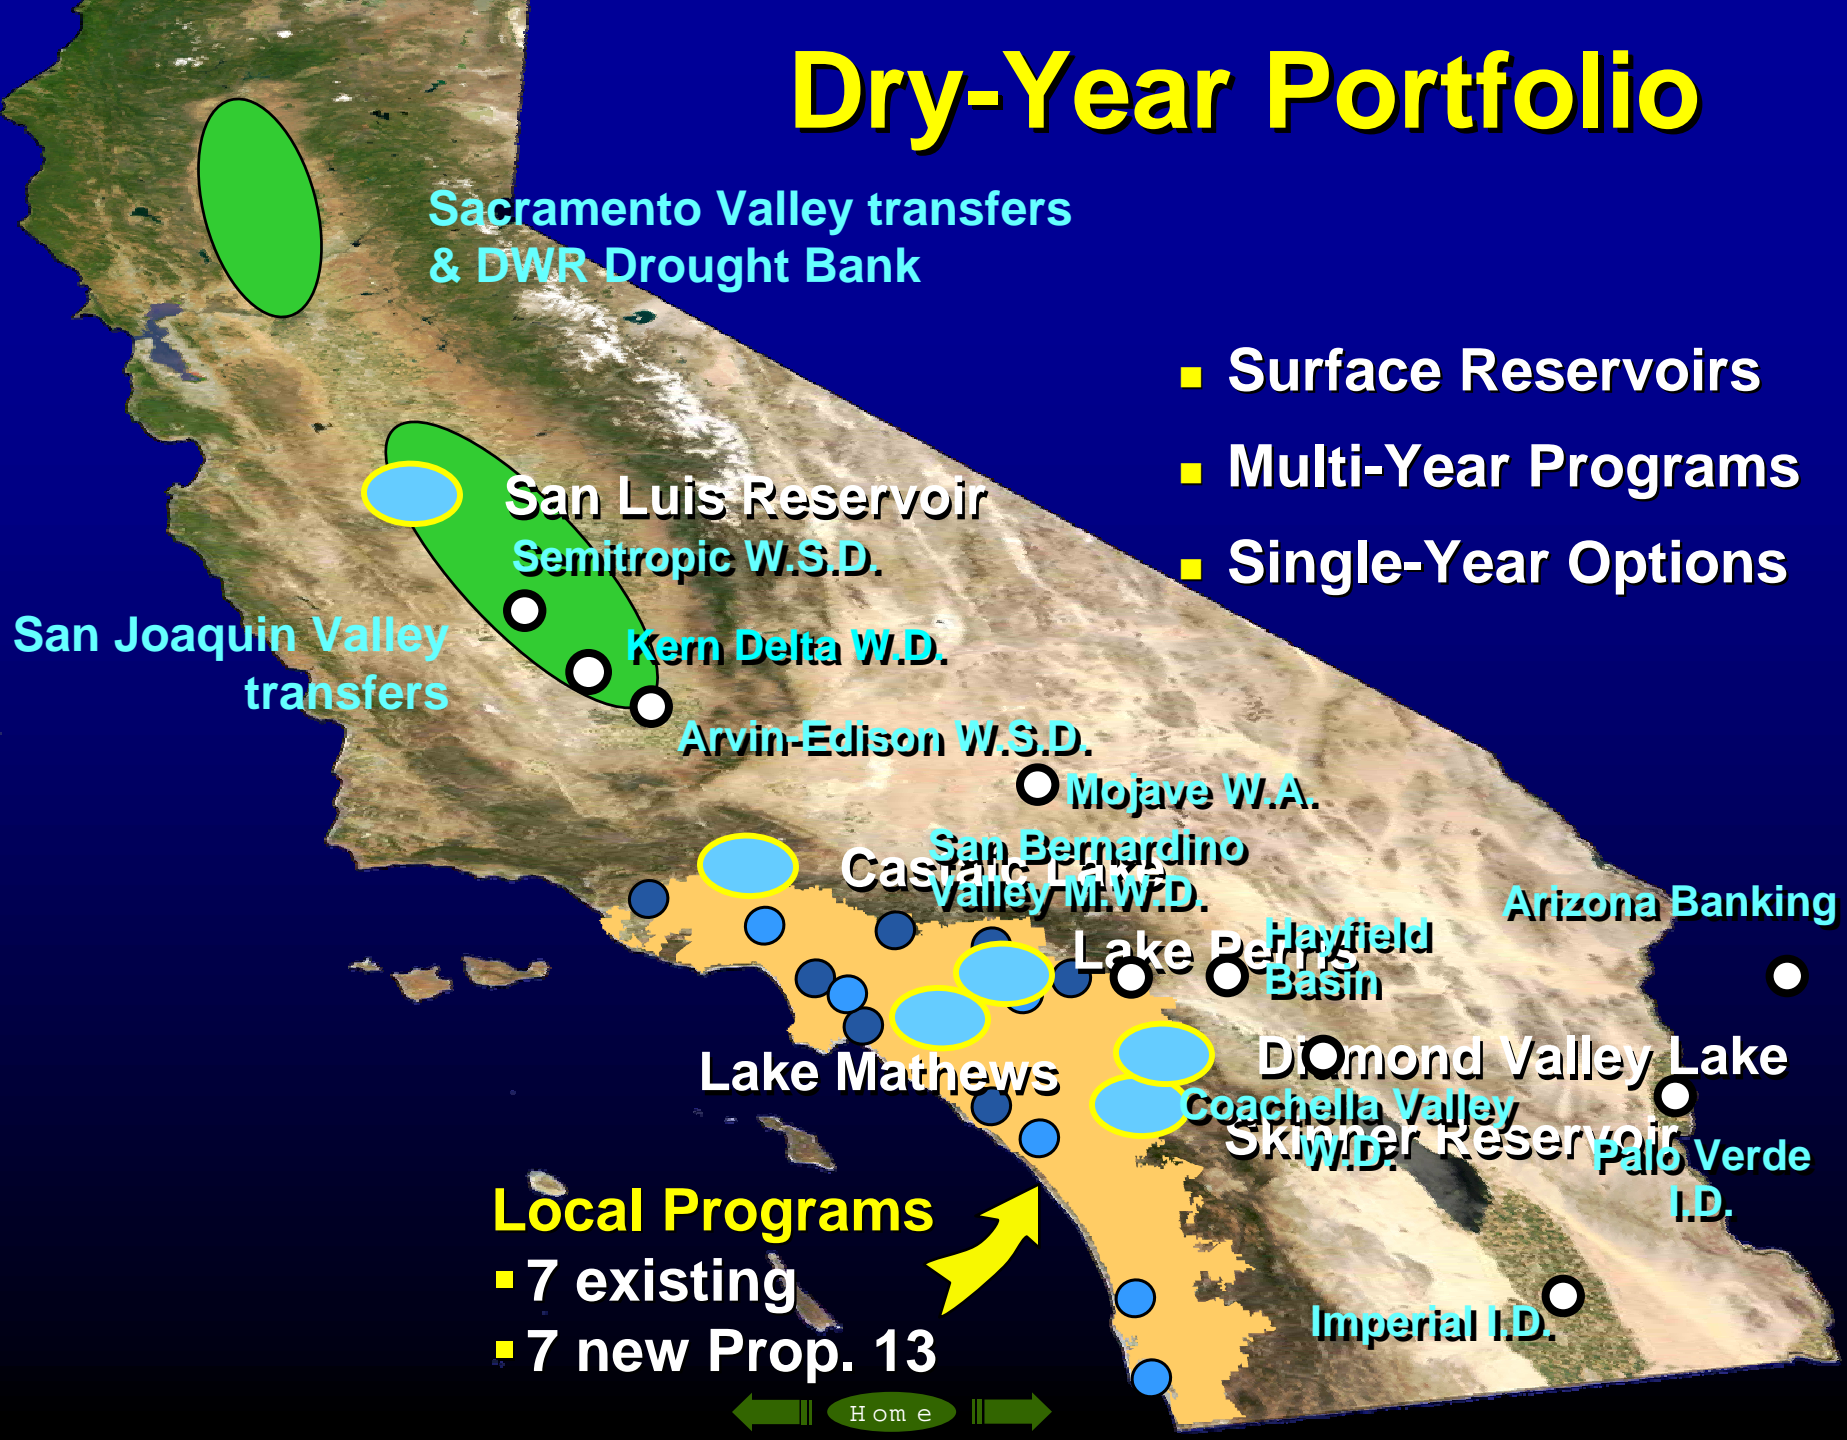 Dry-Year Portfolio
Sacramento Valley transfers
& DWR Drought Bank
Surface Reservoirs
Multi-Year Programs
Single-Year Options
San Luis Reservoir
Semitropic W.S.D.
San Joaquin Valley
transfers
Kern Delta W.D.
Arvin-Edison W.S.D.
Mojave W.A.
San Bernardino
Valley M.W.D.
Castaic Lake
Arizona Banking
Hayfield
Basin
Lake Perris
Diamond Valley Lake
Lake Mathews
Coachella Valley
W.D.
Skinner Reservoir
Palo Verde
I.D.
Local Programs
7 existing
7 new Prop. 13
Imperial I.D.
Home